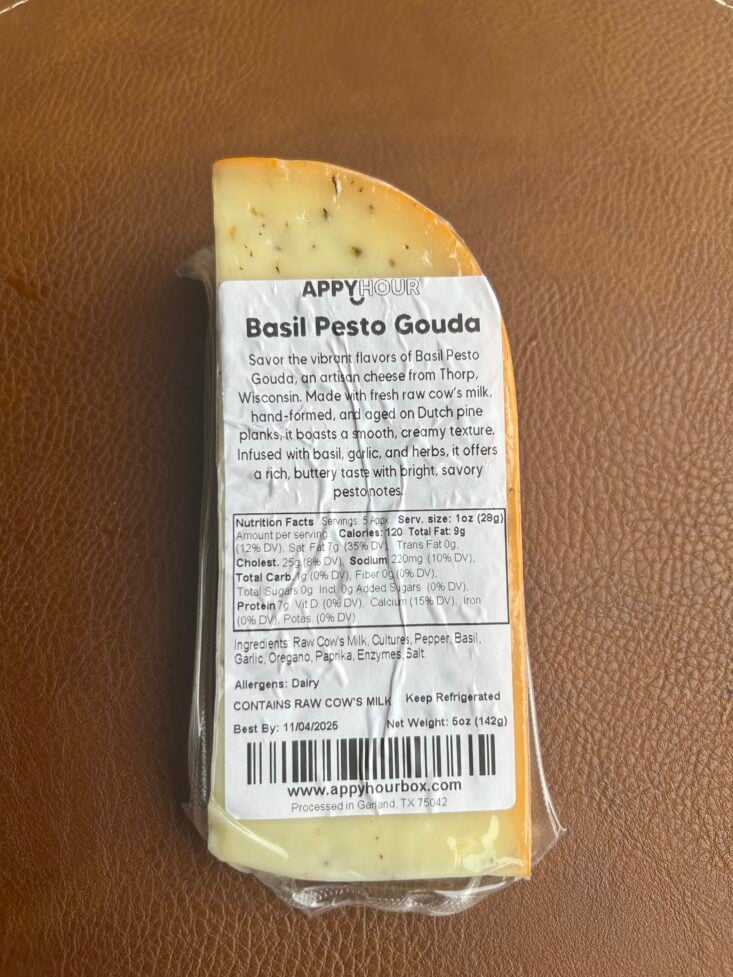 APPYHOUR
Basil Pesto Gouda
Savor the vibrant flavors of Basil Pesto
Gouda, an artisan cheese from Thorp,
Wisconsin. Made with fresh raw cow's milk,
hand-formed, and aged on Dutch pine
planks, it boasts a smooth, creamy texture.
Infused with basil, garlic, and herbs, it offers
a rich, buttery taste with bright, savory
pesto notes.
Nutrition Facts Servings 5 Appx. Serv. size: 1oz (28g)
Amount per serving Calories: 120 Total Fat: 9g
(12% DV), Sat. Fat 7g (35% DV), Trans Fat 0g,
Cholest. 25g (8% DV), Sodium 220mg (10% DV),
Total Carb. 1g (0% DV), Fiber 0g (0% DV),
Total Sugars 0g Incl. 0g Added Sugars (0% DV),
Protein 7g Vit D. (0% DV), Calcium (15% DV), Iron
(0% DV), Potas. (0% DV)
Ingredients: Raw Cow's Milk, Cultures, Pepper, Basil,
Garlic, Oregano, Paprika, Enzymes, Salt.
Allergens: Dairy
CONTAINS RAW COW'S MILK Keep Refrigerated
Best By: 11/04/2025 Net Weight: 5oz (142g)
www.appyhourbox.com
Processed in Garland, TX 75042